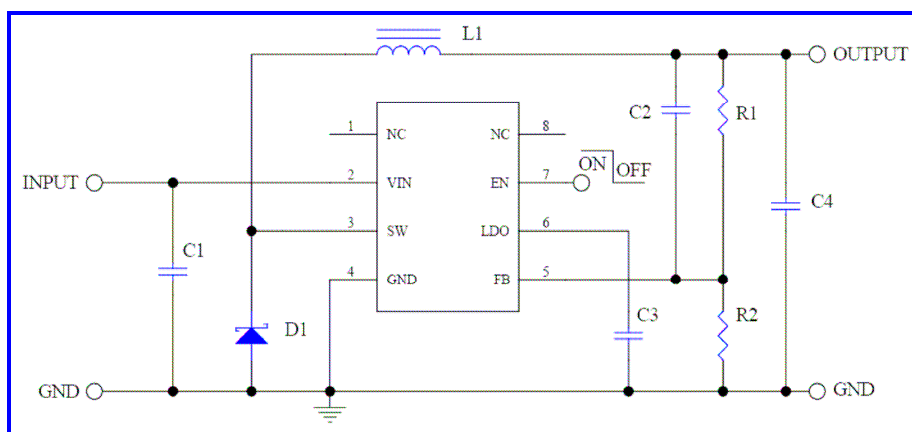 L1
OUTPUT
C2
R1
1
NC
NC
8
ON
OFF
INPUT
2
VIN
EN
7
C4
3
SW
LDO
6
C1
4
GND
FB
5
C3
R2
D1
GND
GND